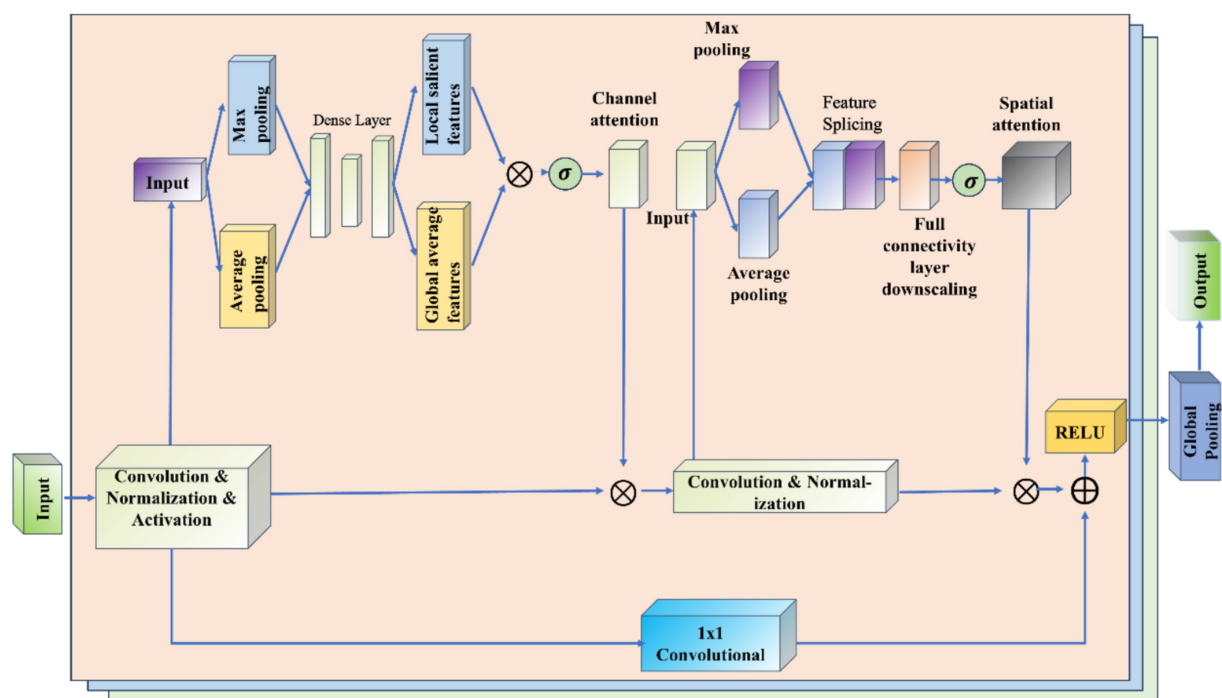 Max
pooling
Max
pooling
Dense Layer
Local salient
features
Channel
attention
Feature
Splicing
Spatial
attention
Input
σ
Input
σ
Average
pooling
Global average
features
Average
pooling
Full
connectivity
layer
downscaling
Output
RELU
Global
Pooling
Input
Convolution &
Normalization &
Activation
Convolution & Normal-
ization
1x1
Convolutional